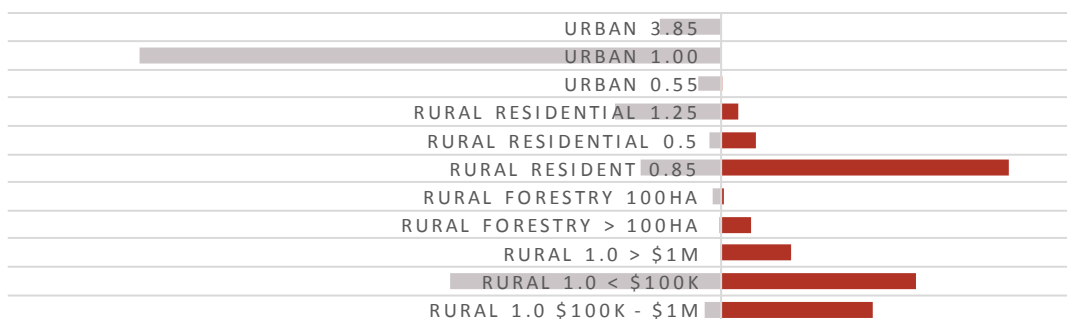 URBAN 3.85
URBAN 1.00
URBAN 0.55
RURAL RESIDENTIAL 1.25
RURAL RESIDENTIAL 0.5
RURAL RESIDENT 0.85
RURAL FORESTRY 100HA
RURAL FORESTRY > 100HA
RURAL 1.0 > $1M
RURAL 1.0 < $100K
RURAL 1.0 $100K - $1M